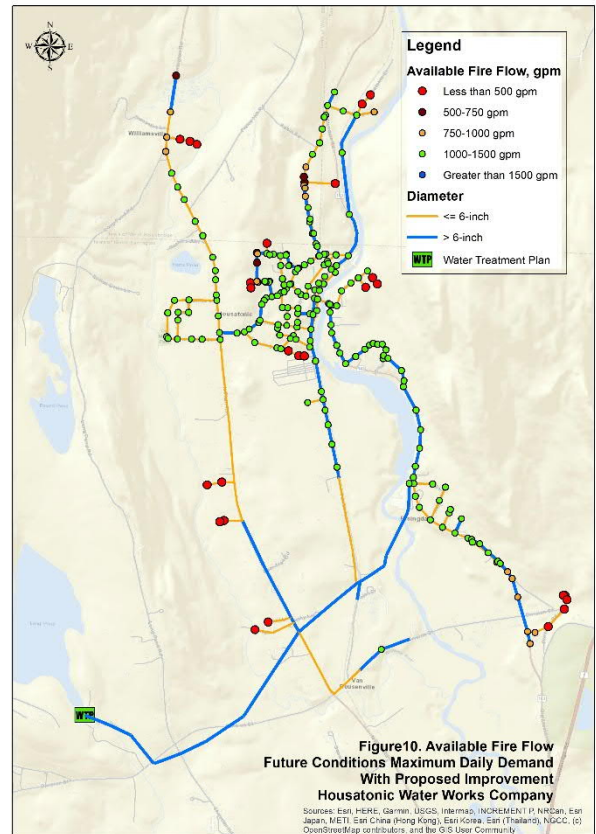 N
W E
S
Legend
Available Fire Flow, gpm
Less than 500 gpm
500-750 gpm
750-1000 gpm
1000-1500 gpm
Greater than 1500 gpm
Diameter
<= 6-inch
> 6-inch
WTP Water Treatment Plan
Williamsville
Housatonic
Van
Deusenville
WTP
Figure10. Available Fire Flow
Future Conditions Maximum Daily Demand
With Proposed Improvement
Housatonic Water Works Company
Sources: Esri, HERE, Garmin, USGS, Intermap, INCREMENT P, NRCan, Esri
Japan, METI, Esri China (Hong Kong), Esri Korea, Esri (Thailand), NGCC, (c)
OpenStreetMap contributors, and the GIS User Community